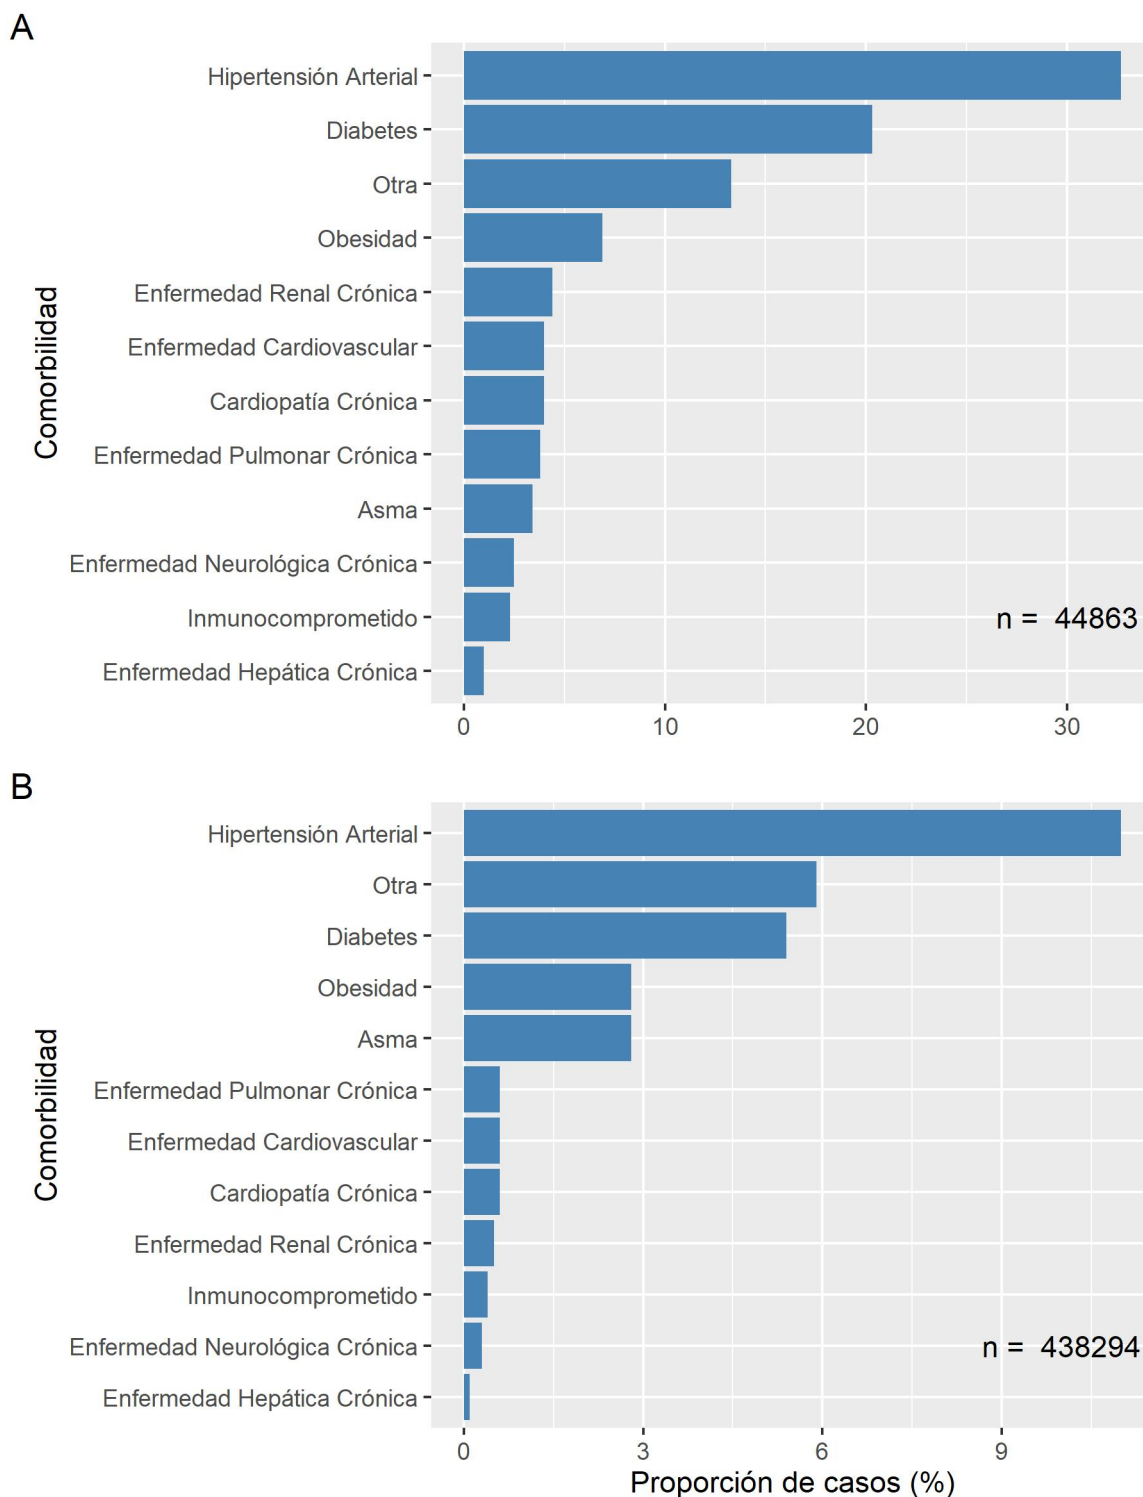 A
Hipertensión Arterial
Diabetes
Otra
Obesidad
Enfermedad Renal Crónica
Enfermedad Cardiovascular
Cardiopatía Crónica
Enfermedad Pulmonar Crónica
Asma
Enfermedad Neurológica Crónica
Inmunocomprometido
Enfermedad Hepática Crónica
Comorbilidad
n = 44863
0 10 20 30
B
Hipertensión Arterial
Otra
Diabetes
Obesidad
Asma
Enfermedad Pulmonar Crónica
Enfermedad Cardiovascular
Cardiopatía Crónica
Enfermedad Renal Crónica
Inmunocomprometido
Enfermedad Neurológica Crónica
Enfermedad Hepática Crónica
Comorbilidad
n = 438294
0 3 6 9
Proporción de casos (%)